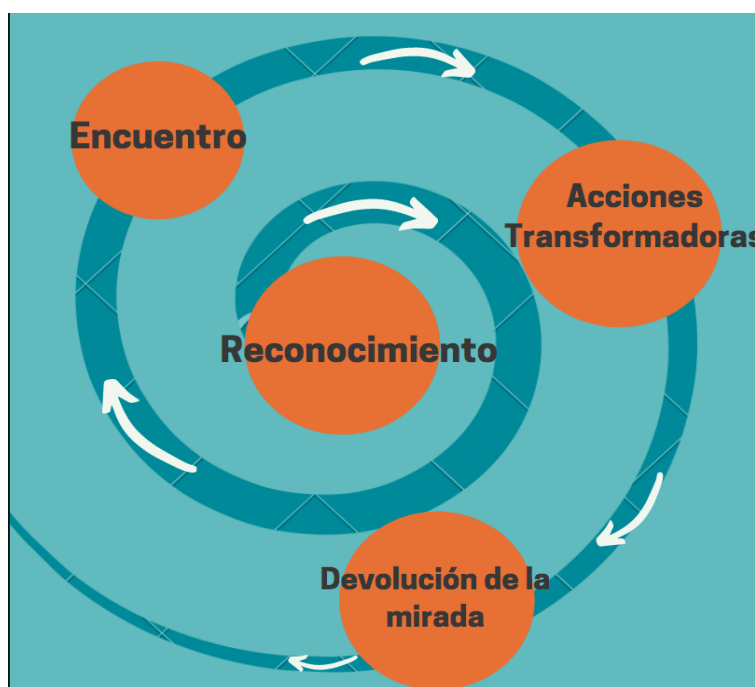 Encuentro
Acciones
Transformadoras
Reconocimiento
Devolución de la
mirada